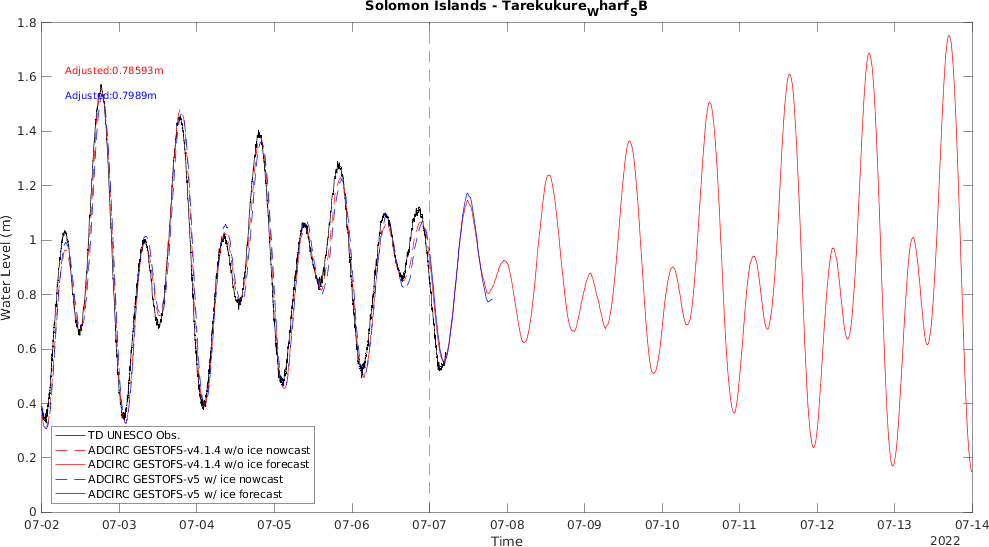 Solomon Islands - Tarekukure_Wharf_SB
1.8
1.6
1.4
1.2
1
0.8
0.6
0.4
0.2
0
Water Level (m)
Adjusted:0.78593m
Adjusted:0.7989m
TD UNESCO Obs.
ADCIRC GESTOFS-v4.1.4 w/o ice nowcast
ADCIRC GESTOFS-v4.1.4 w/o ice forecast
ADCIRC GESTOFS-v5 w/ ice nowcast
ADCIRC GESTOFS-v5 w/ ice forecast
07-02 07-03 07-04 07-05 07-06 07-07 07-08 07-09 07-10 07-11 07-12 07-13 07-14
Time
2022